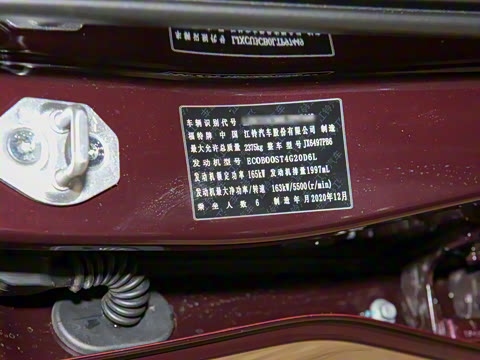 车辆识别代号
福特牌 中国 江铃汽车股份有限公司 制造
最大允许总质量 2375kg 整车型号 JX6497PB6
发动机型号 ECOBOOST4G20D6L
发动机额定功率 165kW 发动机排量 1997mL
发动机最大净功率/转速 163kW/5500(r/min)
乘坐人数 6 制造年月 2020年12月